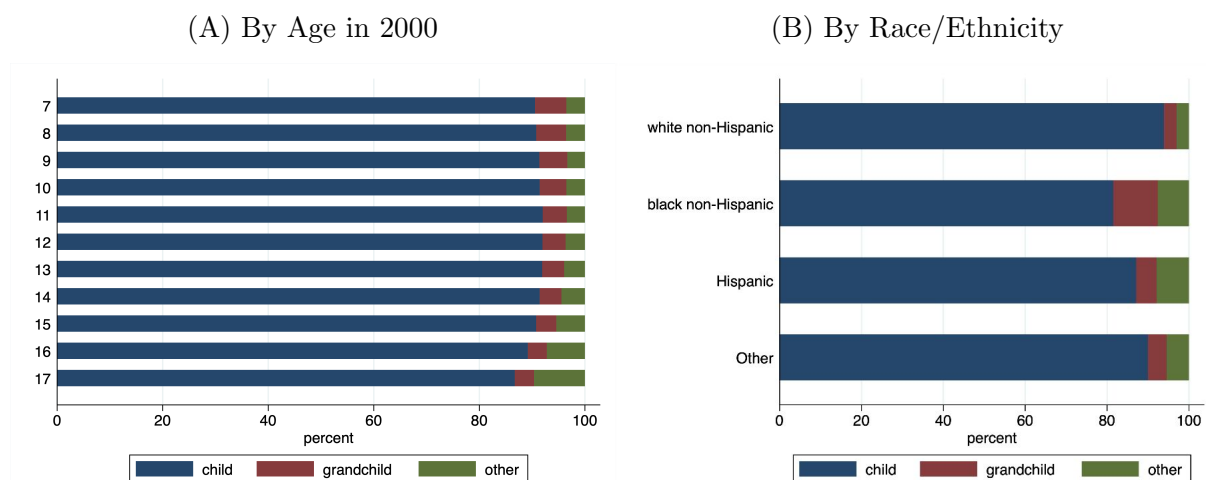 (A) By Age in 2000
7
8
9
10
11
12
13
14
15
16
17
0 20 40 60 80 100
percent
child grandchild other
(B) By Race/Ethnicity
white non-Hispanic
black non-Hispanic
Hispanic
Other
0 20 40 60 80 100
percent
child grandchild other